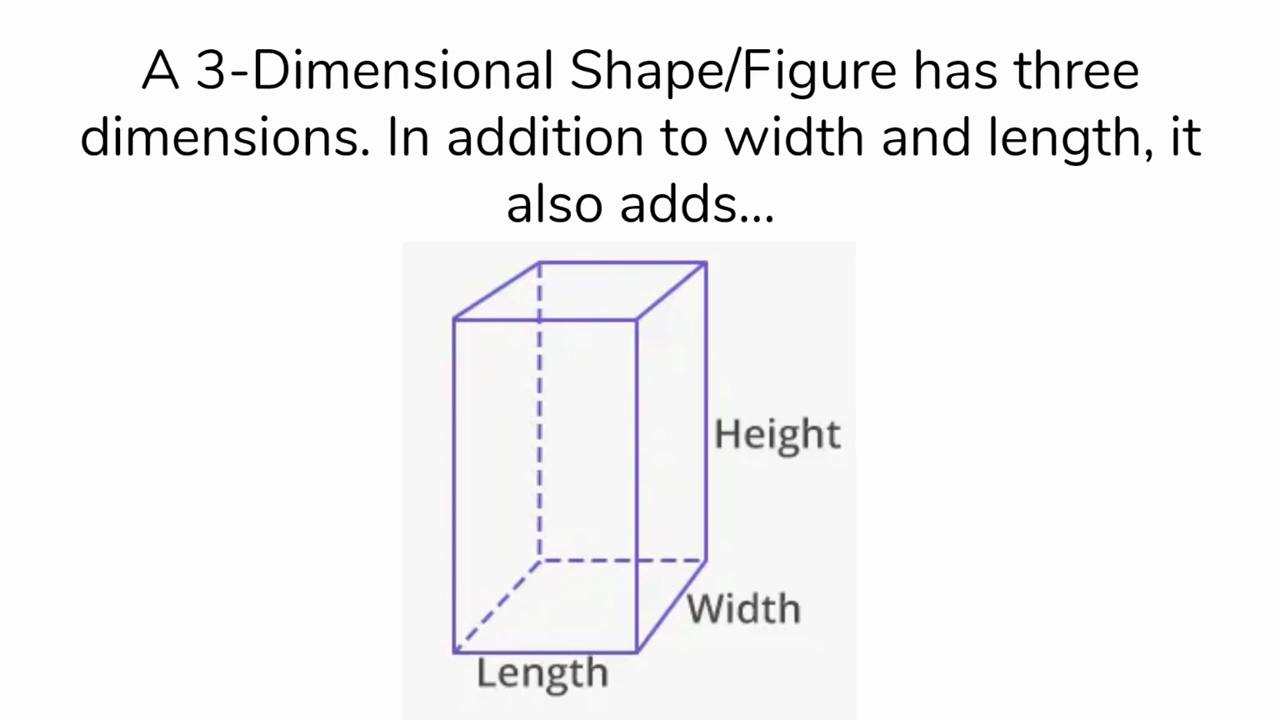 A 3-Dimensional Shape/Figure has three
dimensions. In addition to width and length, it
also adds...
Height
Width
Length